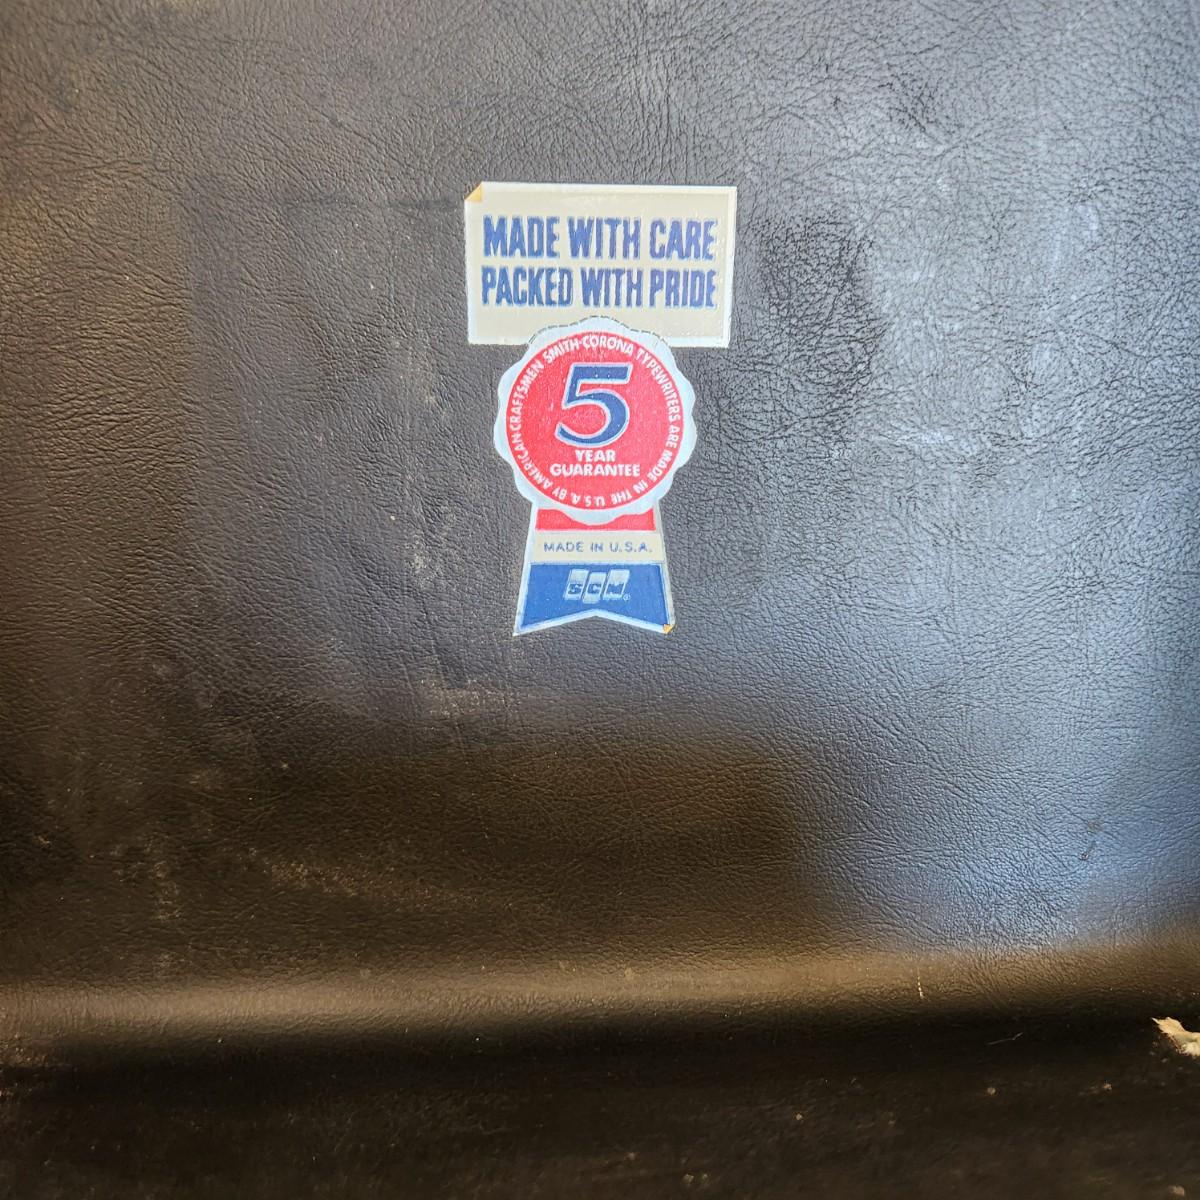 MADE WITH CARE
PACKED WITH PRIDE
SMITH-CORONA TYPEWRITERS ARE MADE IN THE U.S.A. BY AMERICAN CRAFTSMEN
5
YEAR
GUARANTEE
MADE IN U.S.A.
SCM®